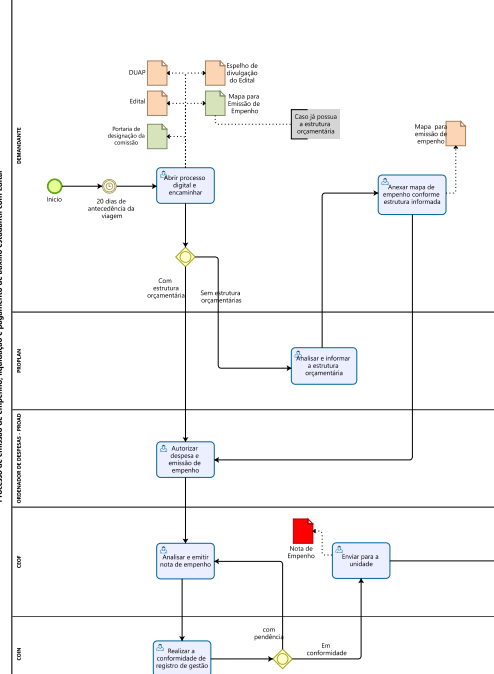 Processo de emissão de empenho, liquidação e pagamento de auxílio estudantil com Edital
DEMANDANTE
DUAP
Espelho de
divulgação
do Edital
Edital
Mapa para
Emissão de
Empenho
Portaria de
designação da
comissão
Caso já possua
a estrutura
orçamentária
Mapa para
emissão de
empenho
Início
20 dias de
antecedência da
viagem
Abrir processo
digital e
encaminhar
Anexar mapa de
empenho conforme
estrutura informada
Com
estrutura
orçamentária
Sem estrutura
orçamentárias
PROPLAN
Analisar e informar
a estrutura
orçamentária
ORDENADOR DE DESPESAS - PROAD
Autorizar
despesa e
emissão de
empenho
CEOF
Analisar e emitir
nota de empenho
Nota de
Empenho
Enviar para a
unidade
COIN
Realizar a
conformidade de
registro de gestão
com
pendência
Em
conformidade